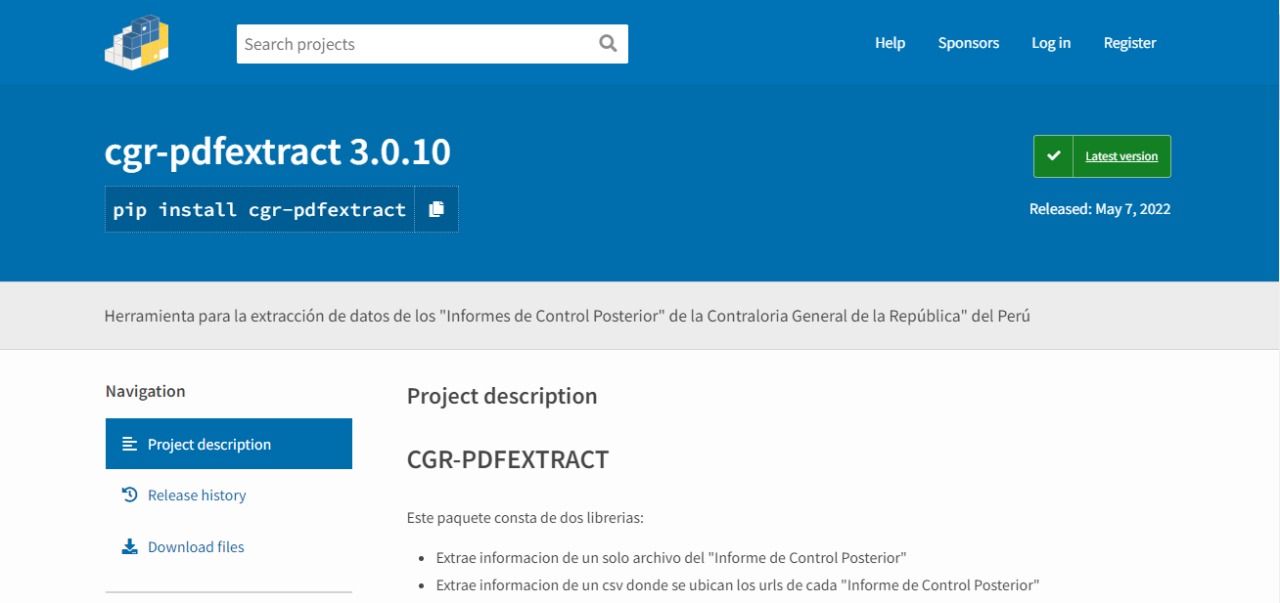 Search projects
Help
Sponsors
Log in
Register
cgr-pdfextract 3.0.10
pip install cgr-pdfextract
Latest version
Released: May 7, 2022
Herramienta para la extracción de datos de los "Informes de Control Posterior" de la Contraloria General de la República" del Perú
Navigation
Project description
Release history
Download files
Project description
CGR-PDFEXTRACT
Este paquete consta de dos librerias:
Extrae informacion de un solo archivo del "Informe de Control Posterior"
Extrae informacion de un csv donde se ubican los urls de cada "Informe de Control Posterior"